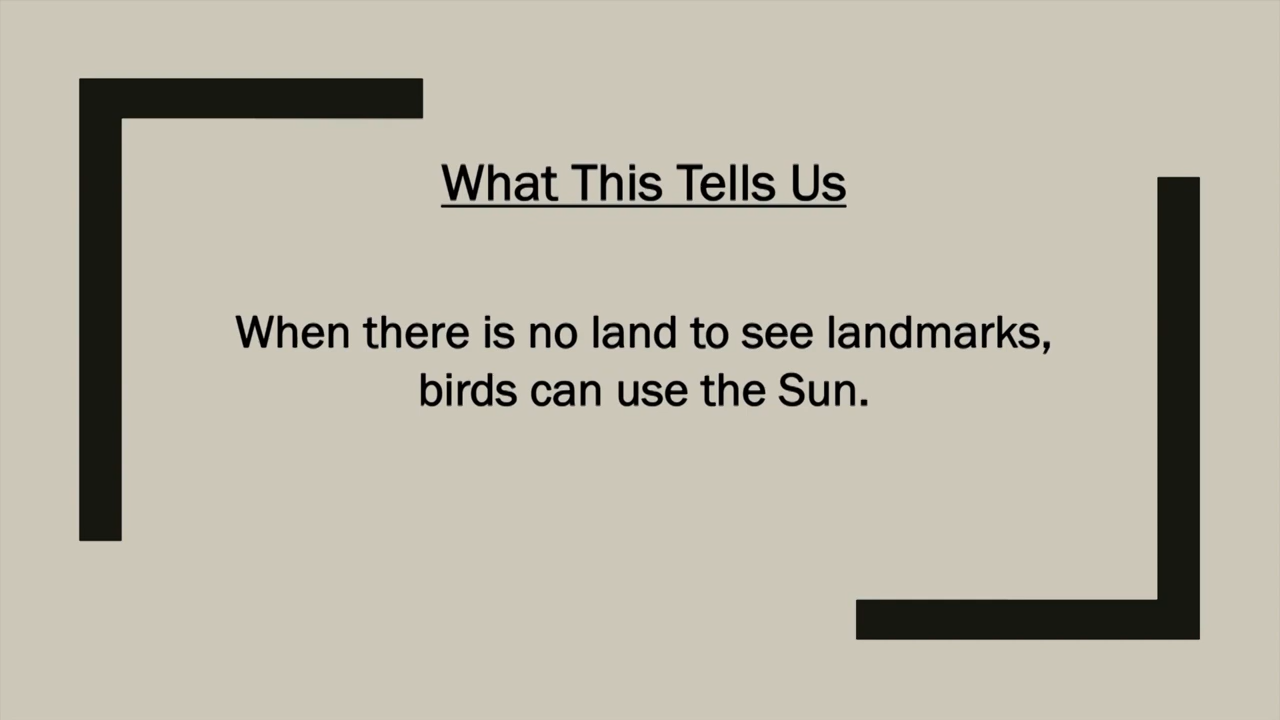 What This Tells Us
When there is no land to see landmarks,
birds can use the Sun.